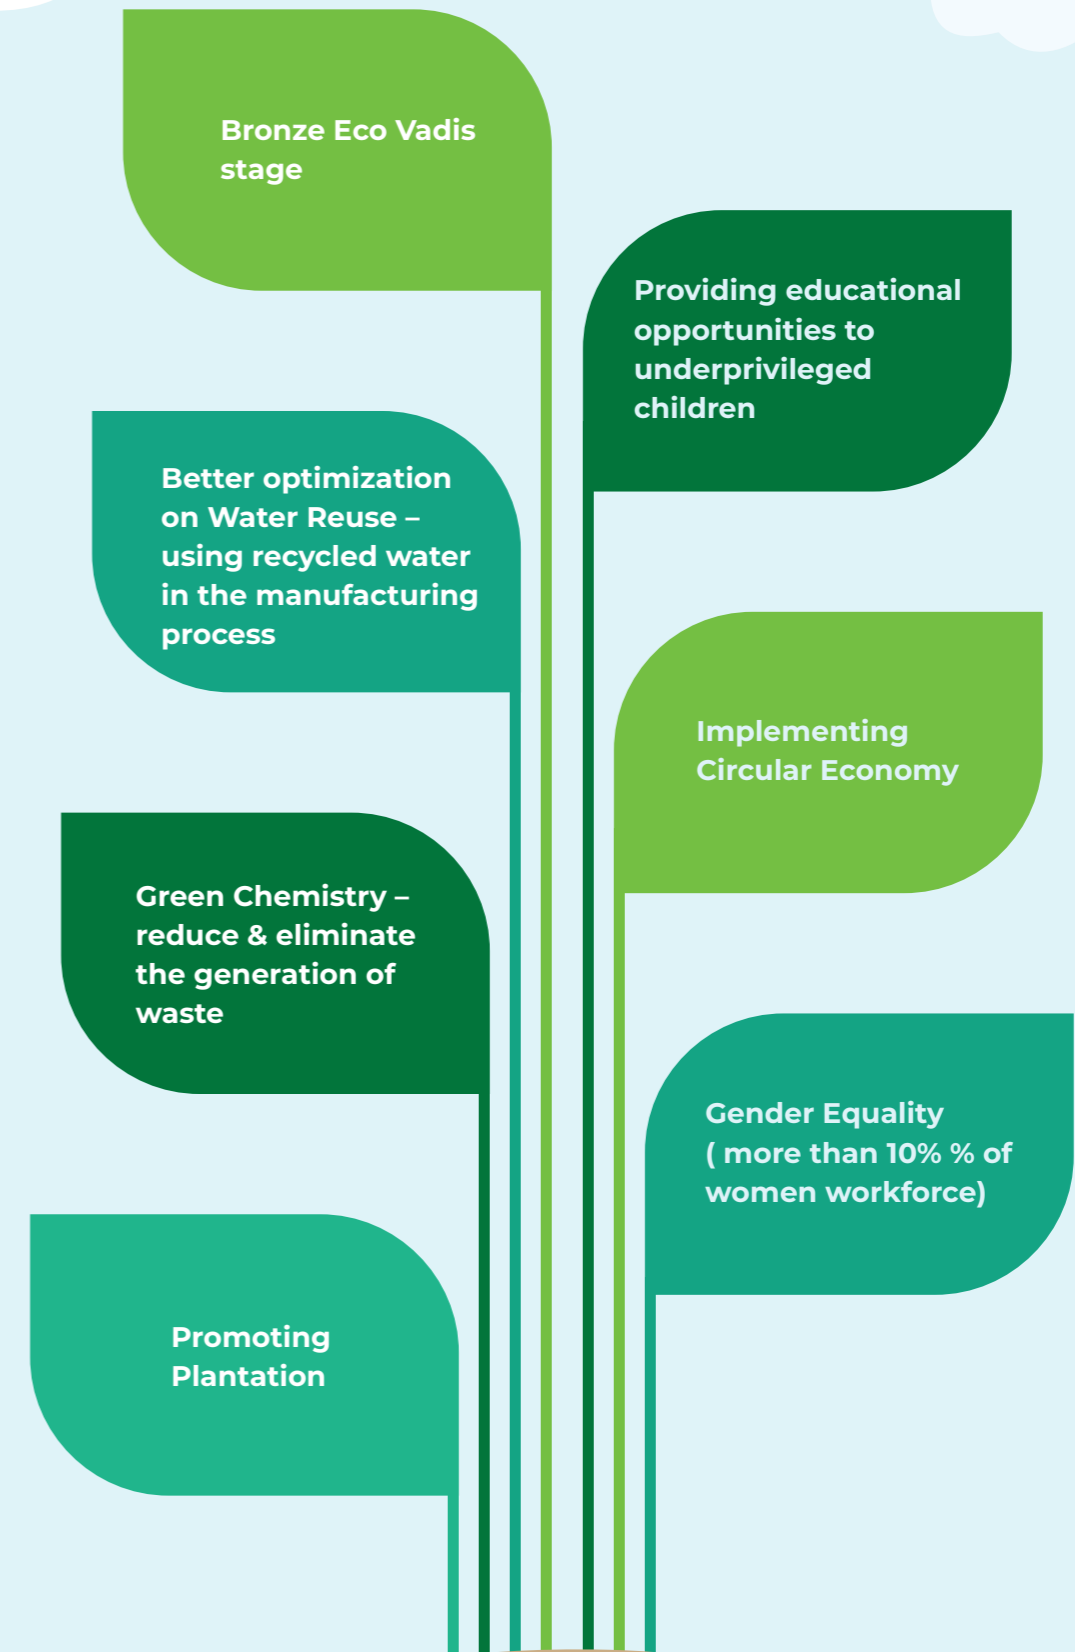 Bronze Eco Vadis
stage
Providing educational
opportunities to
underprivileged
children
Better optimization
on Water Reuse –
using recycled water
in the manufacturing
process
Implementing
Circular Economy
Green Chemistry –
reduce & eliminate
the generation of
waste
Gender Equality
( more than 10% % of
women workforce)
Promoting
Plantation